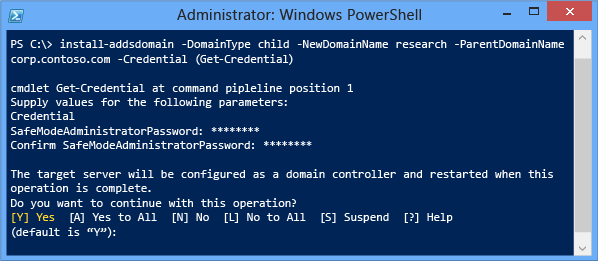 Administrator: Windows PowerShell
PS C:\> install-addsdomain -DomainType child -NewDomainName research -ParentDomainName
corp.contoso.com -Credential (Get-Credential)
cmdlet Get-Credential at command pipleline position 1
Supply values for the following parameters:
Credential
SafeModeAdministratorPassword: ********
Confirm SafeModeAdministratorPassword: ********
The target server will be configured as a domain controller and restarted when this
operation is complete.
Do you want to continue with this operation?
[Y] Yes  [A] Yes to All  [N] No  [L] No to All  [S] Suspend  [?] Help
(default is “Y”):